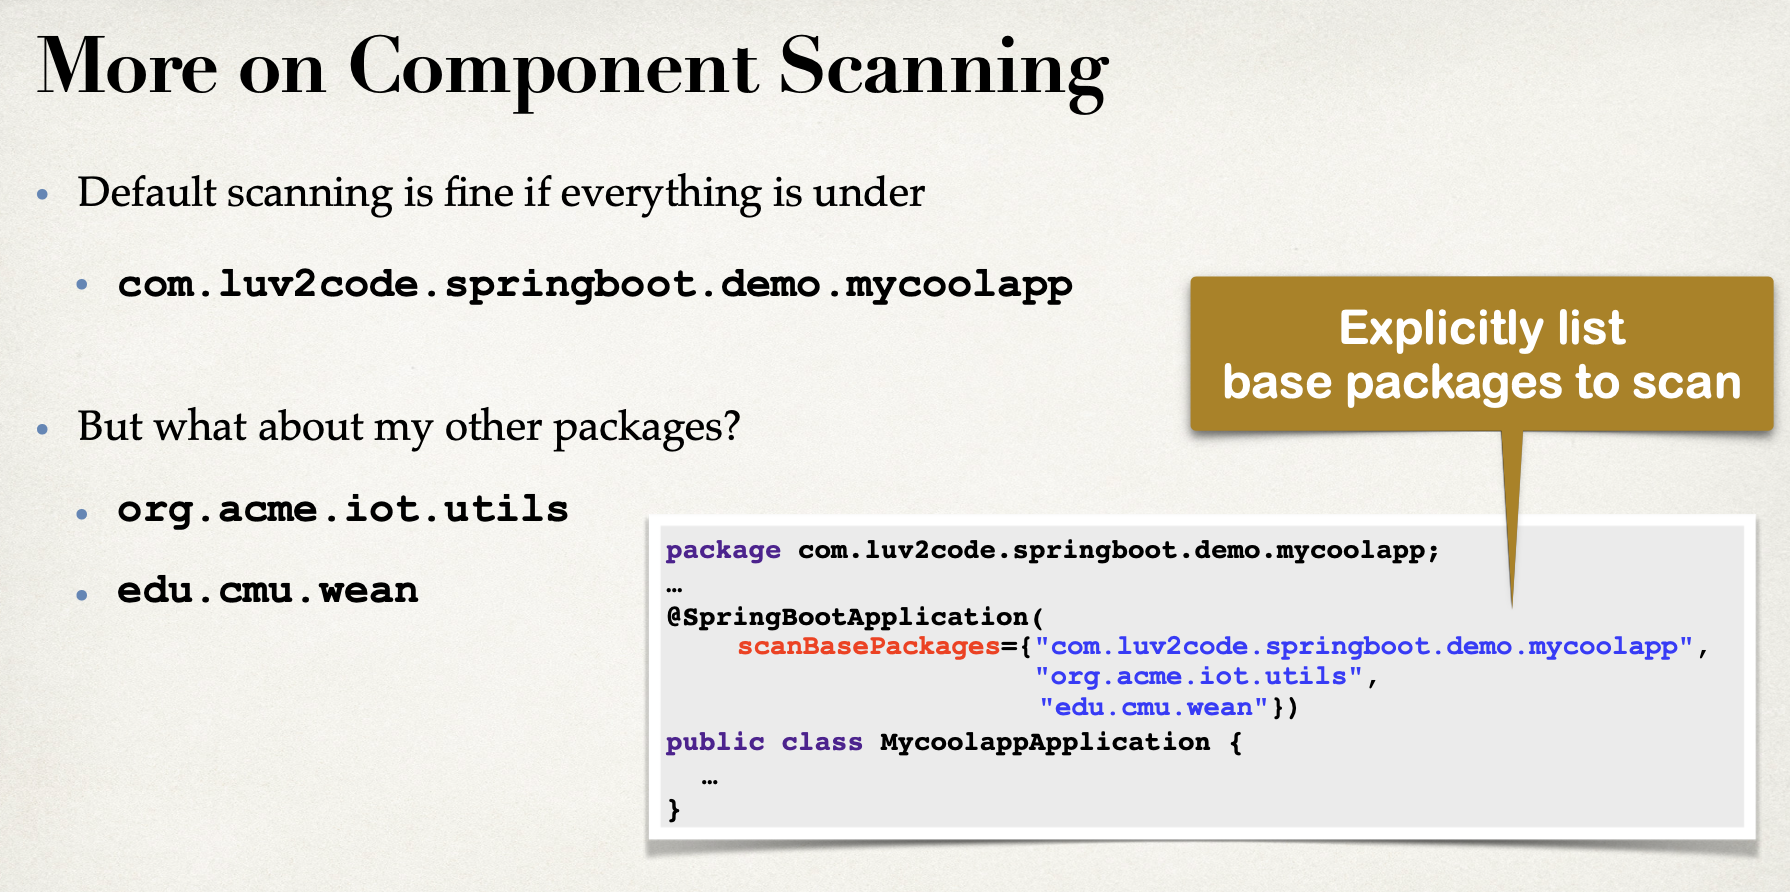 More on Component Scanning
• Default scanning is fine if everything is under
• com.luv2code.springboot.demo.mycoolapp
• But what about my other packages?
• org.acme.iot.utils
• edu.cmu.wean
Explicitly list
base packages to scan
package com.luv2code.springboot.demo.mycoolapp;
…
@SpringBootApplication(
scanBasePackages={"com.luv2code.springboot.demo.mycoolapp",
"org.acme.iot.utils",
"edu.cmu.wean"})
public class MycoolappApplication {
…
}